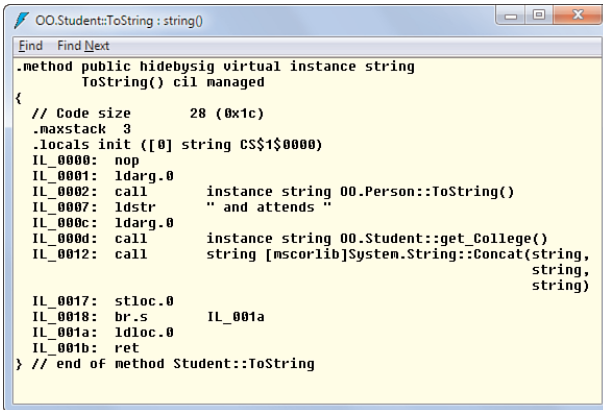 OO.Student::ToString : string()
Find Find Next
.method public hidebysig virtual instance string
        ToString() cil managed
{
  // Code size       28 (0x1c)
  .maxstack  3
  .locals init ([0] string CS$1$0000)
  IL_0000:  nop
  IL_0001:  ldarg.0
  IL_0002:  call       instance string OO.Person::ToString()
  IL_0007:  ldstr      " and attends "
  IL_000c:  ldarg.0
  IL_000d:  call       instance string OO.Student::get_College()
  IL_0012:  call       string [mscorlib]System.String::Concat(string,
                                                              string,
                                                              string)
  IL_0017:  stloc.0
  IL_0018:  br.s       IL_001a
  IL_001a:  ldloc.0
  IL_001b:  ret
} // end of method Student::ToString